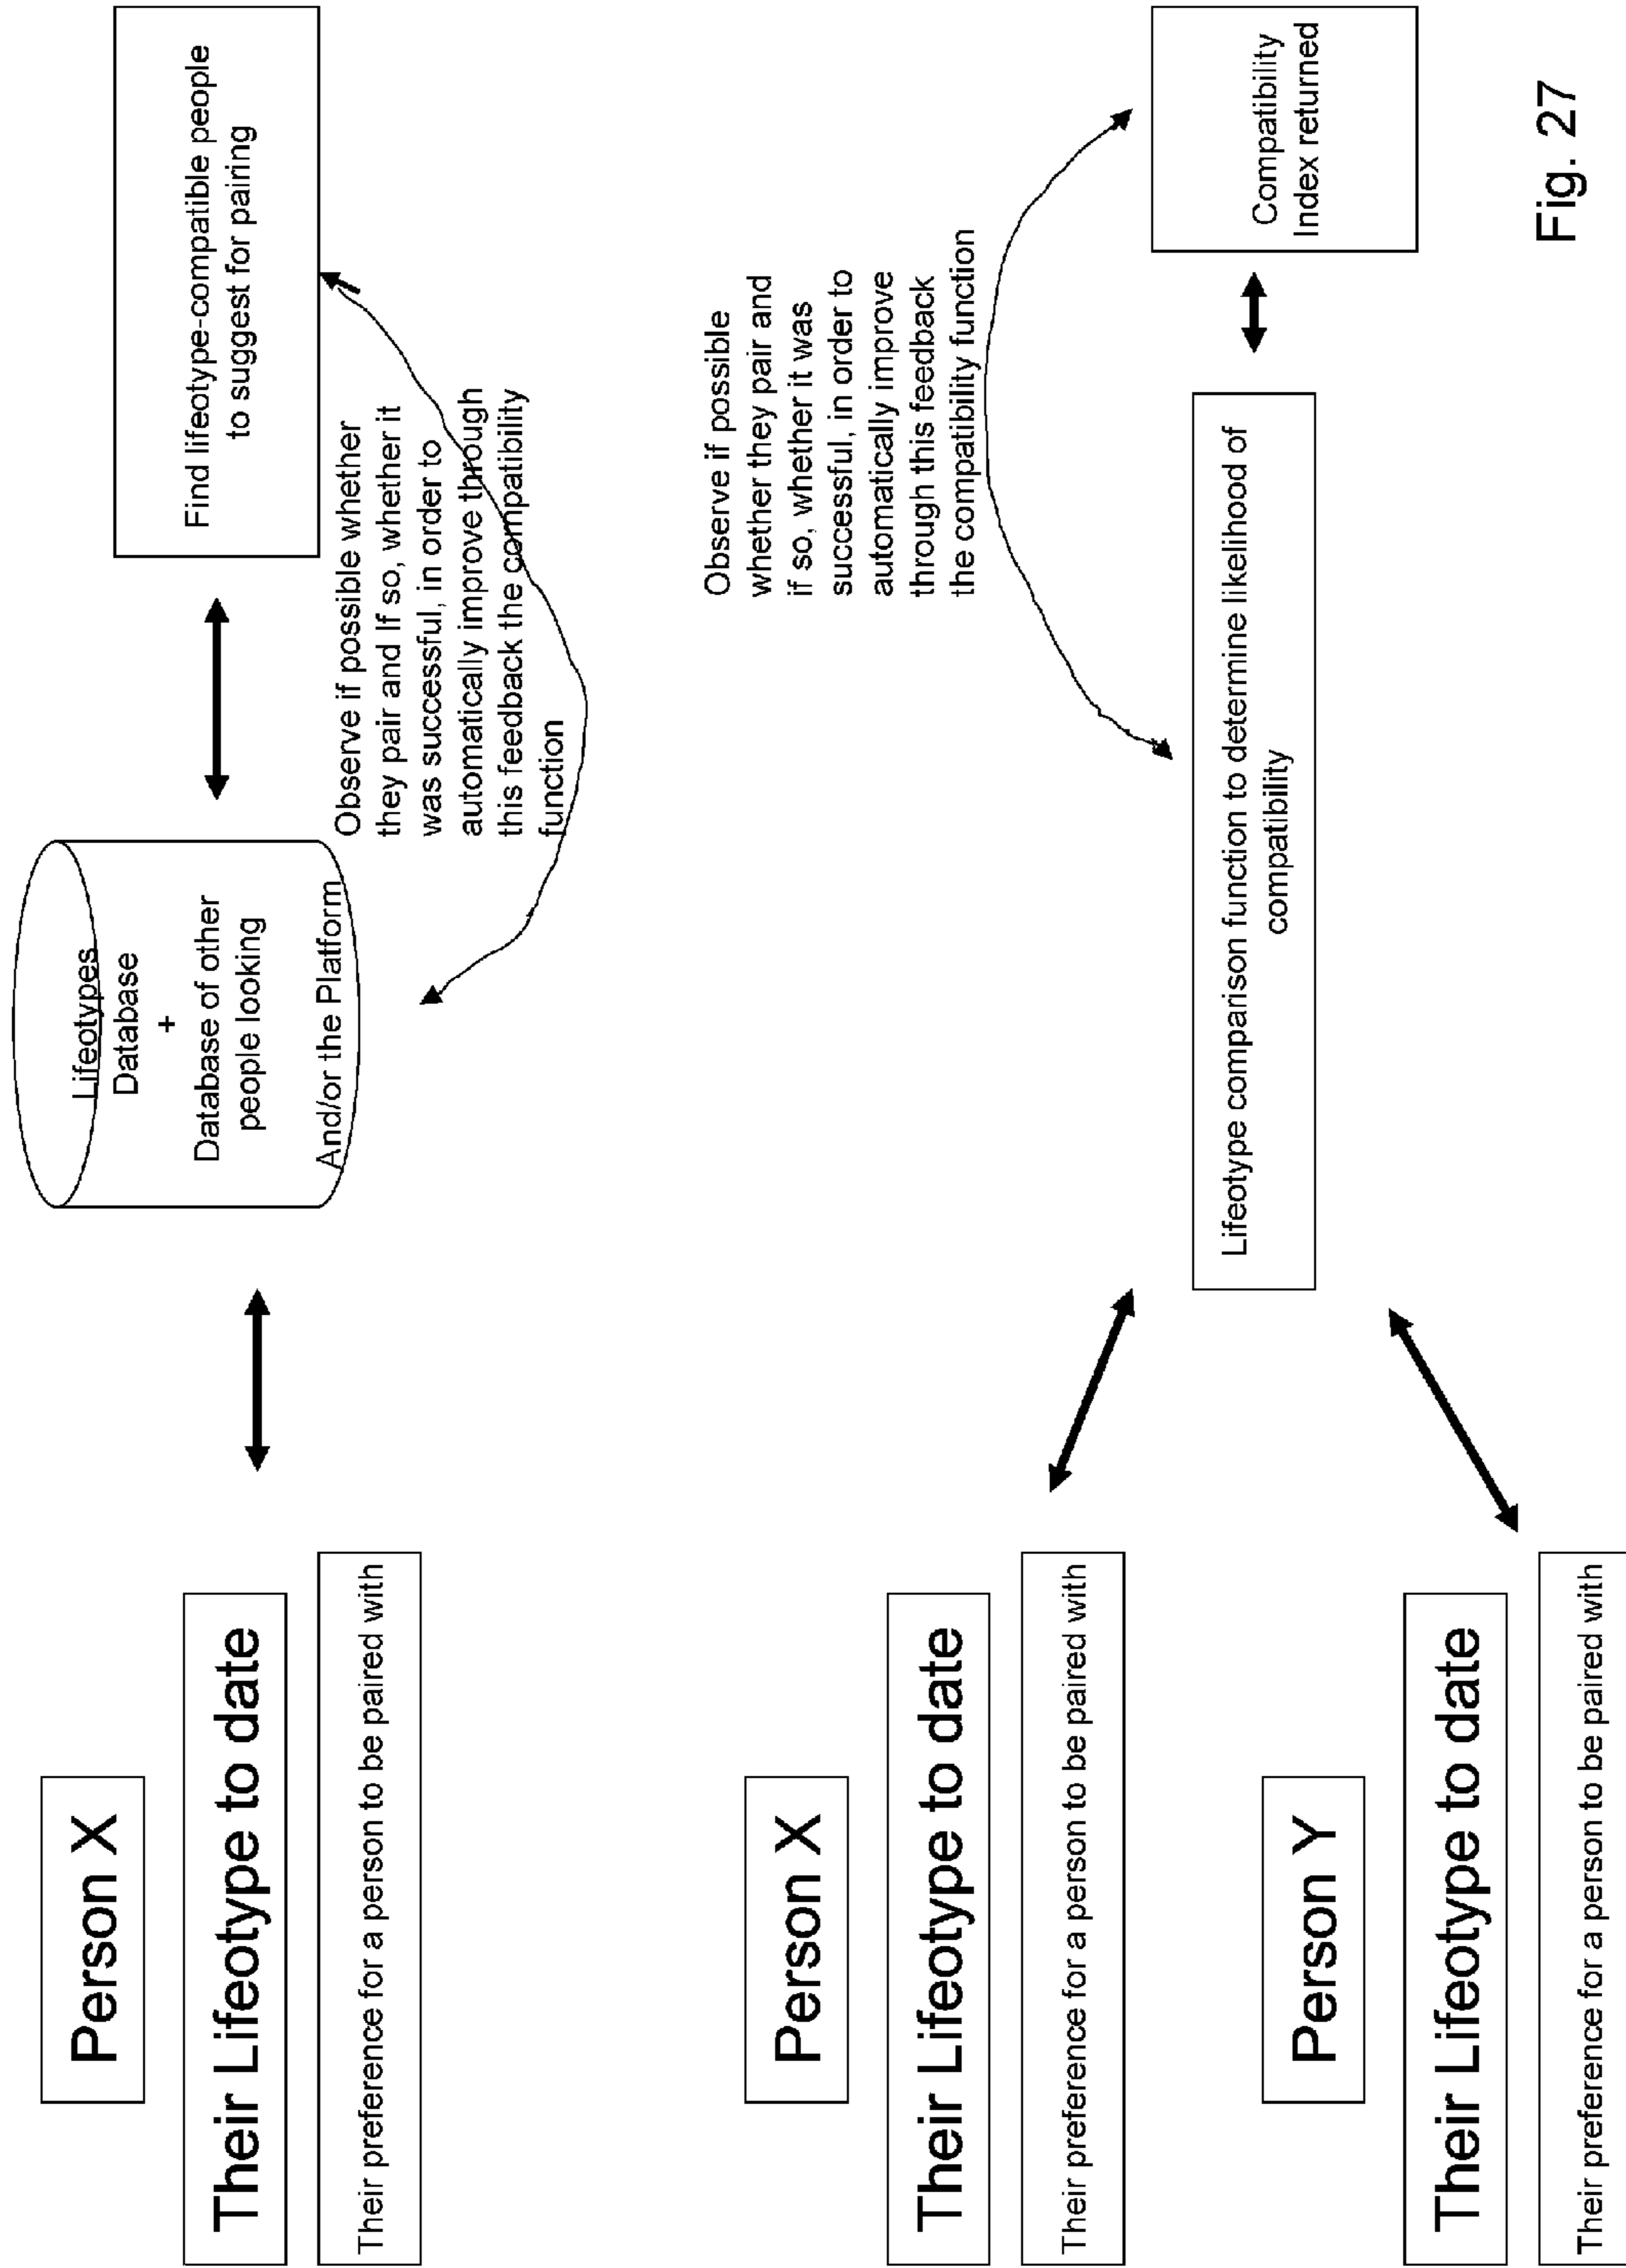 Person X
Their Lifeotype to date
Their preference for a person to be paired with
Lifeotypes
Database
+
Database of other
people looking
And/or the Platform
Find lifeotype-compatible people
to suggest for pairing
Observe if possible whether
they pair and If so, whether it
was successful, in order to
automatically improve through
this feedback the compatibility
function
Person X
Their Lifeotype to date
Their preference for a person to be paired with
Person Y
Their Lifeotype to date
Their preference for a person to be paired with
Lifeotype comparison function to determine likelihood of
compatibility
Observe if possible
whether they pair and
if so, whether it was
successful, in order to
automatically improve
through this feedback
the compatibility function
Compatibility
Index returned
Fig. 27